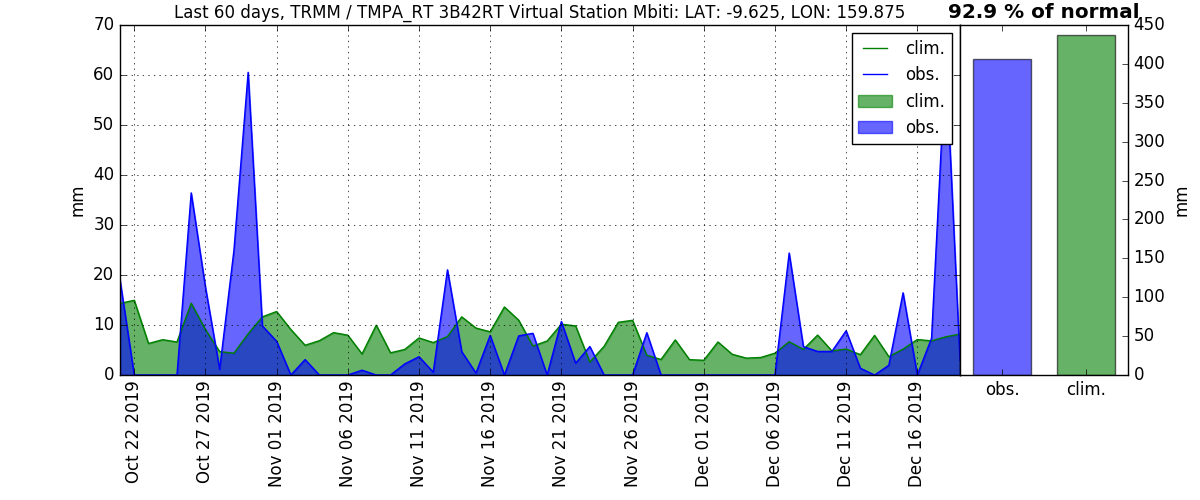 Last 60 days, TRMM / TMPA_RT 3B42RT Virtual Station Mbiti: LAT: -9.625, LON: 159.875
92.9 % of normal
70
60
50
40
30
20
10
0
mm
clim.
obs.
clim.
obs.
450
400
350
300
250
200
150
100
50
0
mm
obs.
clim.
Oct 22 2019
Oct 27 2019
Nov 01 2019
Nov 06 2019
Nov 11 2019
Nov 16 2019
Nov 21 2019
Nov 26 2019
Dec 01 2019
Dec 06 2019
Dec 11 2019
Dec 16 2019